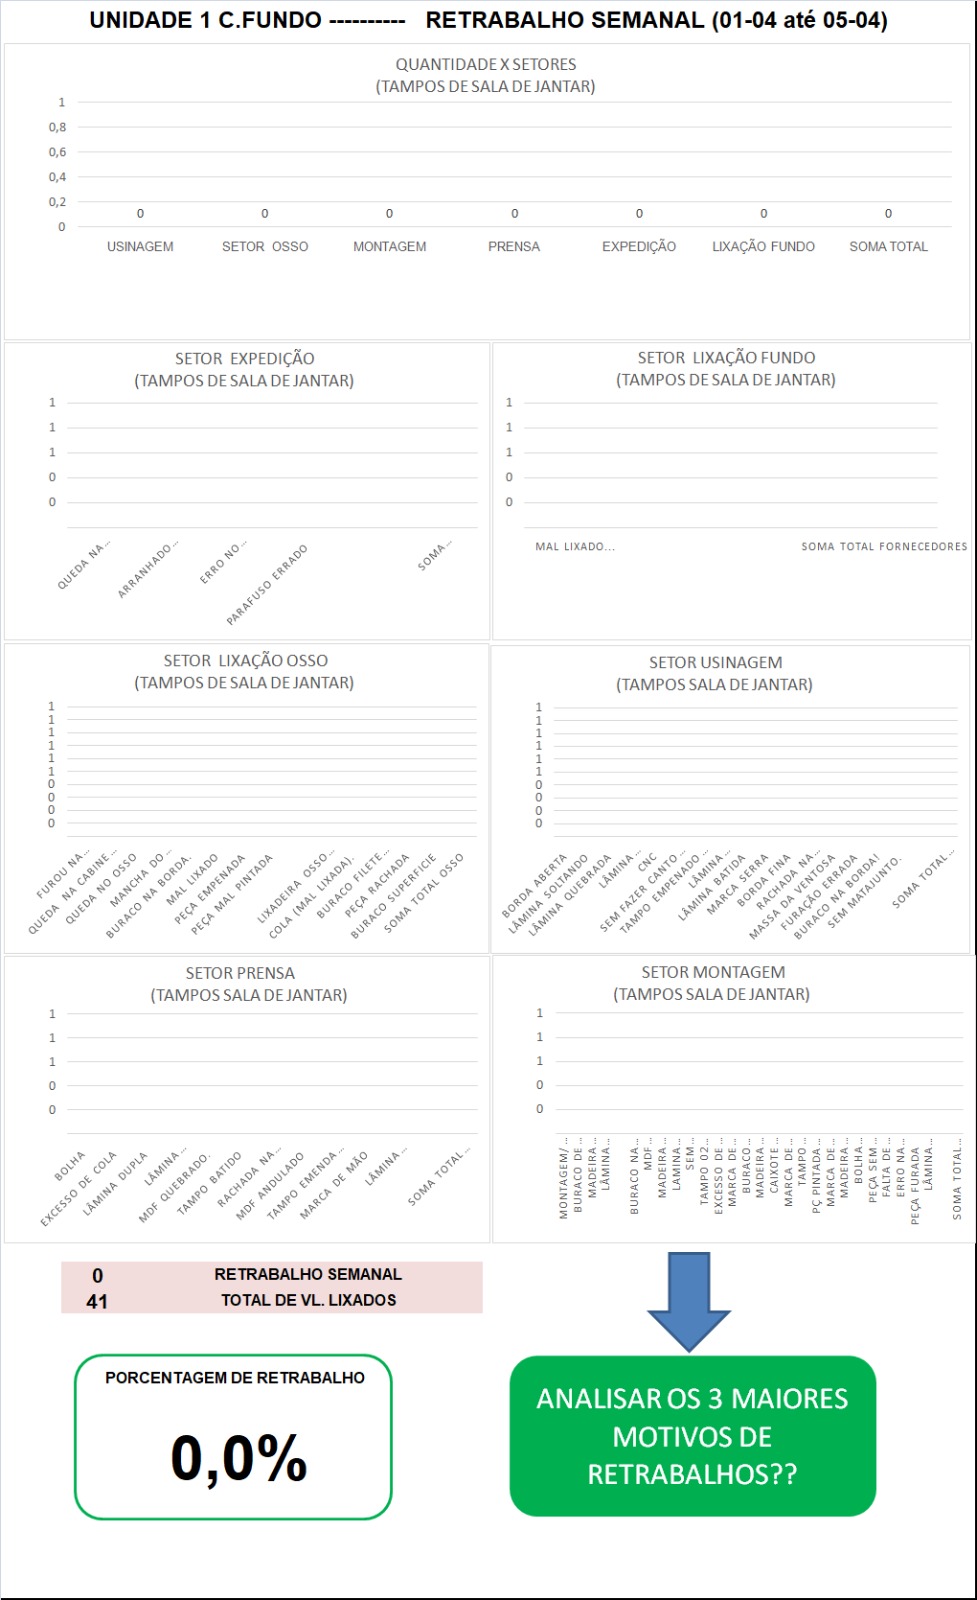 UNIDADE 1 C.FUNDO ---------- RETRABALHO SEMANAL (01-04 até 05-04)
QUANTIDADE X SETORES
(TAMPOS DE SALA DE JANTAR)
1
0,8
0,6
0,4
0,2
0
0 0 0 0 0 0 0
USINAGEM SETOR OSSO MONTAGEM PRENSA EXPEDIÇÃO LIXAÇÃO FUNDO SOMA TOTAL
SETOR EXPEDIÇÃO
(TAMPOS DE SALA DE JANTAR)
1
1
1
0
0
QUEDA NA...
ARRANHADO...
ERRO NO...
PARAFUSO ERRADO
SOMA...
SETOR LIXAÇÃO FUNDO
(TAMPOS DE SALA DE JANTAR)
1
1
1
0
0
MAL LIXADO... SOMA TOTAL FORNECEDORES
SETOR LIXAÇÃO OSSO
(TAMPOS DE SALA DE JANTAR)
1
1
1
1
1
1
0
0
0
0
FUROU NA...
QUEDA NA CABINE...
QUEDA NO OSSO
MANCHA DO...
BURACO NA BORDA.
MAL LIXADO
PEÇA EMPENADA
PEÇA MAL PINTADA
LIXADEIRA OSSO...
COLA (MAL LIXADA).
BURACO FILETE...
PEÇA RACHADA
BURACO SUPERFICIE
SOMA TOTAL OSSO
SETOR USINAGEM
(TAMPOS SALA DE JANTAR)
1
1
1
1
1
1
0
0
0
0
BORDA ABERTA
LÂMINA SOLTANDO
LÂMINA QUEBRADA
LÂMINA...
CNC
SEM FAZER CANTO...
TAMPO EMPENADO...
LÂMINA...
LÂMINA BATIDA
MARCA SERRA
BORDA FINA
RACHADA NA...
MASSA DA VENTOSA
FURAÇÃO ERRADA
BURACO NA BORDA!
SEM MATAJUNTO.
SOMA TOTAL...
SETOR PRENSA
(TAMPOS SALA DE JANTAR)
1
1
1
0
0
BOLHA
EXCESSO DE COLA
LÂMINA DUPLA
LÂMINA...
MDF QUEBRADO.
TAMPO BATIDO
RACHADA NA...
MDF ANDULADO
TAMPO EMENDA...
MARCA DE MÃO
LÂMINA...
SOMA TOTAL...
SETOR MONTAGEM
(TAMPOS SALA DE JANTAR)
1
1
1
0
0
MONTAGEM/...
BURACO DE...
MADEIRA...
LÂMINA...
BURACO NA...
MDF...
MADEIRA...
LAMINA...
SEM...
TAMPO 02...
EXCESSO DE...
MARCA DE...
BURACO...
MADEIRA...
CAIXOTE...
MARCA DE...
TAMPO...
PÇ PINTADA...
MARCA DE...
MADEIRA...
BOLHA...
PEÇA SEM...
FALTA DE...
ERRO NA...
PEÇA FURADA
LÂMINA...
SOMA TOTAL...
0 RETRABALHO SEMANAL
41 TOTAL DE VL. LIXADOS
PORCENTAGEM DE RETRABALHO
0,0%
ANALISAR OS 3 MAIORES
MOTIVOS DE
RETRABALHOS??